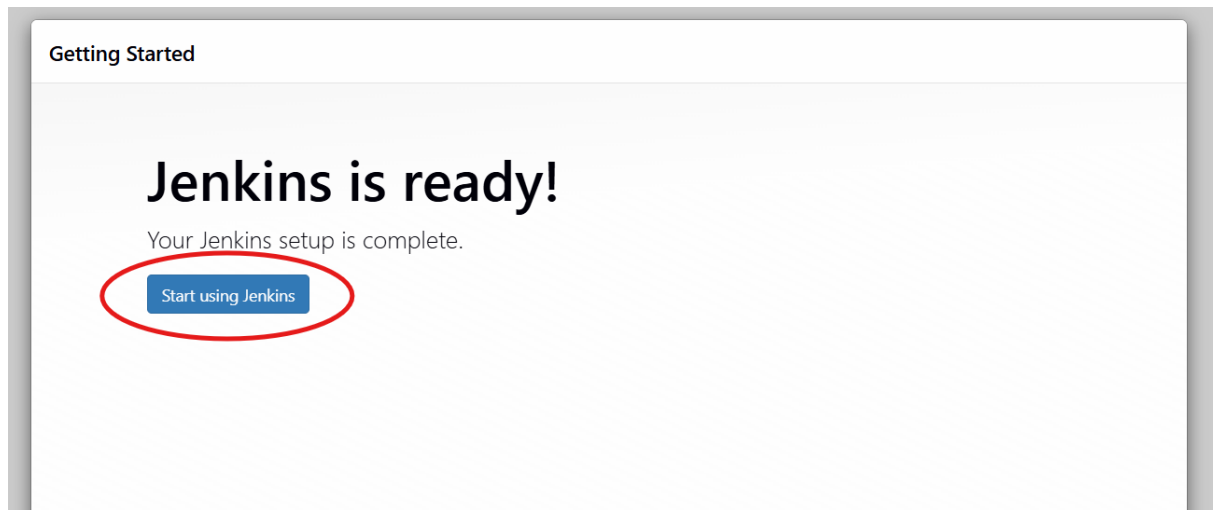 Getting Started
Jenkins is ready!
Your Jenkins setup is complete.
Start using Jenkins